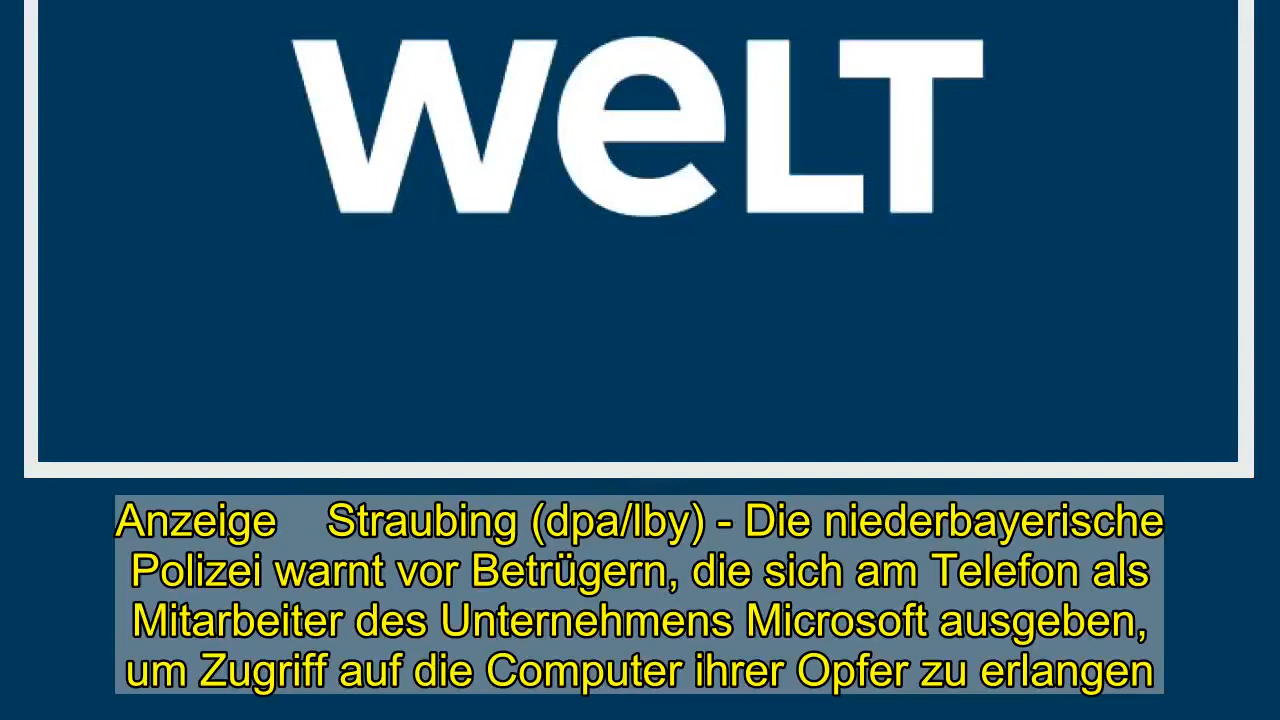 welt
Anzeige    Straubing (dpa/lby) - Die niederbayerische
Polizei warnt vor Betrügern, die sich am Telefon als
Mitarbeiter des Unternehmens Microsoft ausgeben,
um Zugriff auf die Computer ihrer Opfer zu erlangen